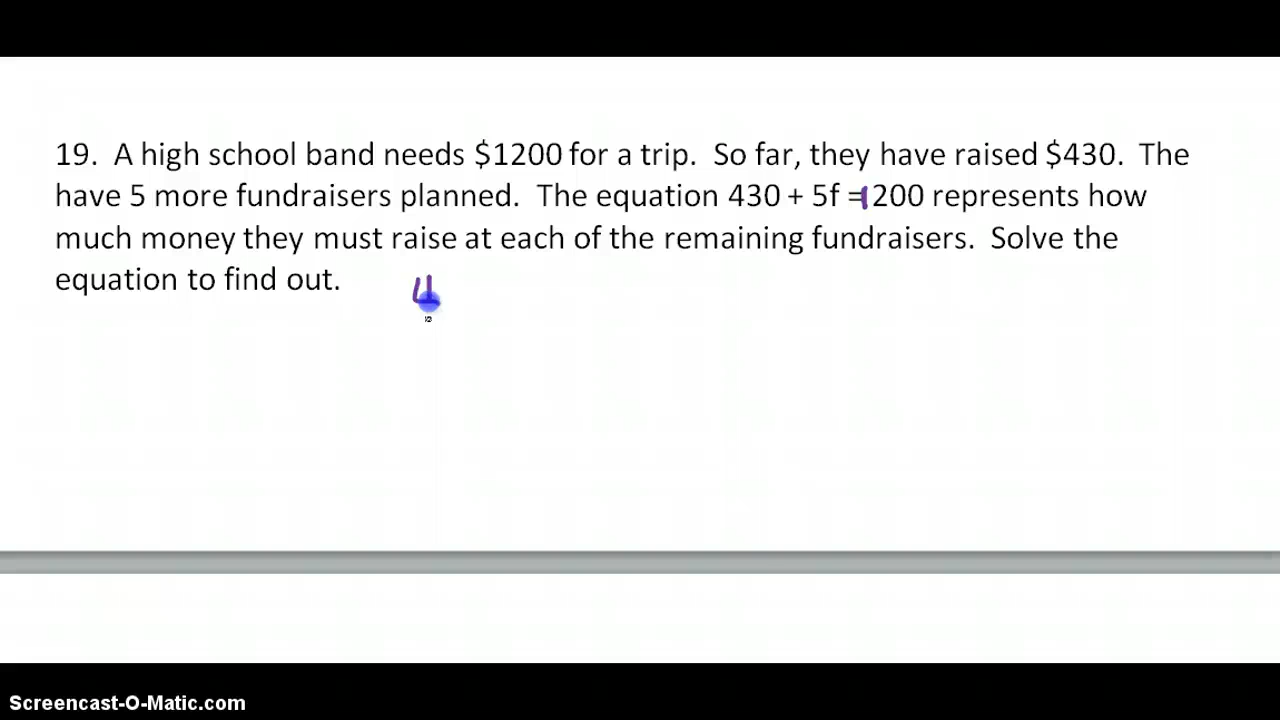 19. A high school band needs $1200 for a trip. So far, they have raised $430. The
have 5 more fundraisers planned. The equation 430 + 5f =1200 represents how
much money they must raise at each of the remaining fundraisers. Solve the
equation to find out.
4
Screencast-O-Matic.com